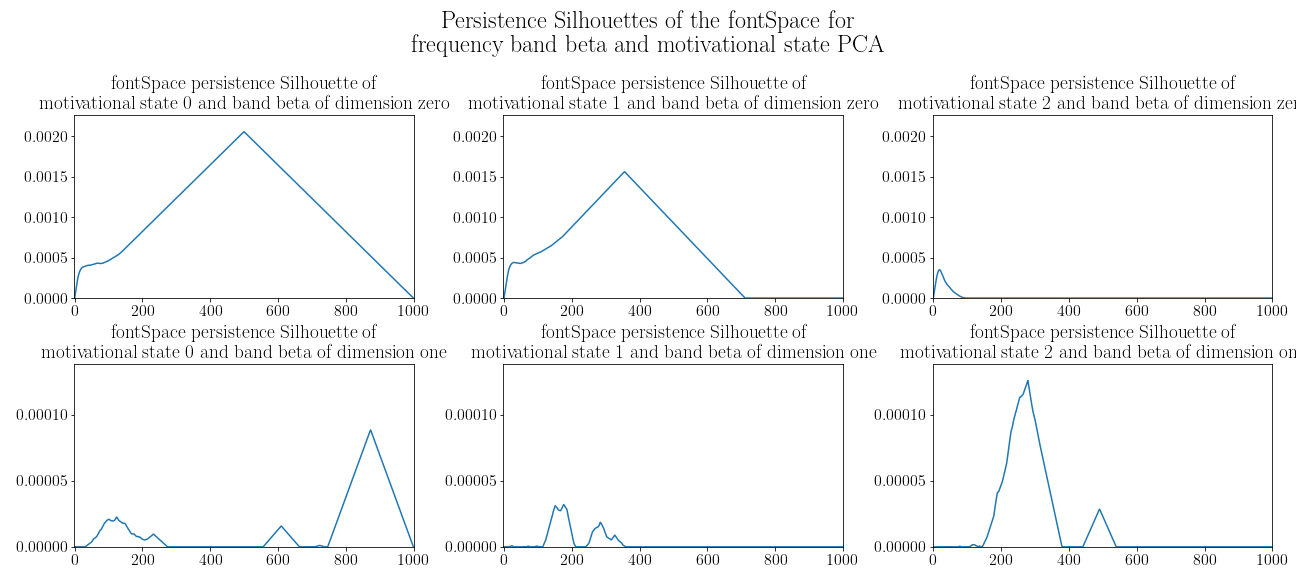 Persistence Silhouettes of the fontSpace for
frequency band beta and motivational state PCA
fontSpace persistence Silhouette of
motivational state 0 and band beta of dimension zero
0.0020
0.0015
0.0010
0.0005
0.0000
0 200 400 600 800 1000
fontSpace persistence Silhouette of
motivational state 1 and band beta of dimension zero
0.0020
0.0015
0.0010
0.0005
0.0000
0 200 400 600 800 1000
fontSpace persistence Silhouette of
motivational state 2 and band beta of dimension zer
0.0020
0.0015
0.0010
0.0005
0.0000
0 200 400 600 800 1000
fontSpace persistence Silhouette of
motivational state 0 and band beta of dimension one
0.00010
0.00005
0.00000
0 200 400 600 800 1000
fontSpace persistence Silhouette of
motivational state 1 and band beta of dimension one
0.00010
0.00005
0.00000
0 200 400 600 800 1000
fontSpace persistence Silhouette of
motivational state 2 and band beta of dimension on
0.00010
0.00005
0.00000
0 200 400 600 800 1000